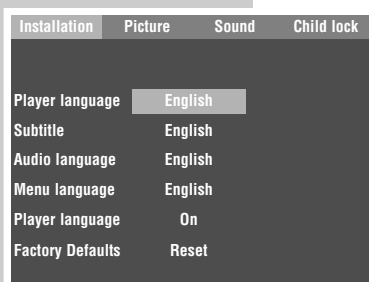 Installation Picture Sound Child lock
Player language English
Subtitle English
Audio language English
Menu language English
Player language On
Factory Defaults Reset